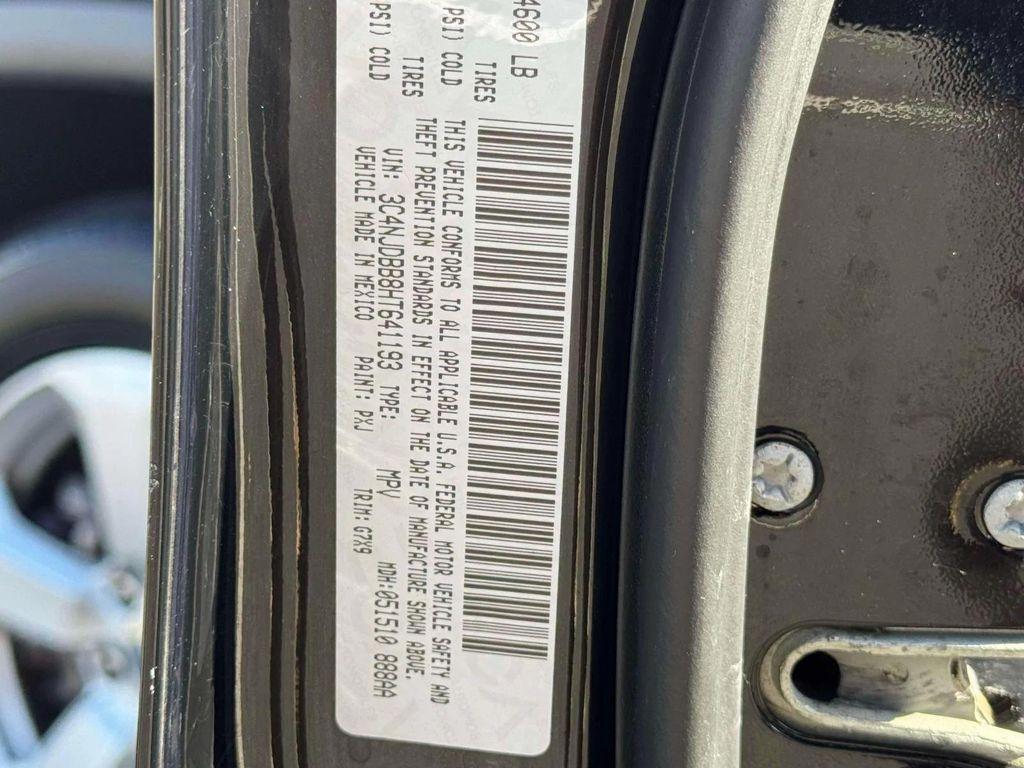 4600 LB
TIRES
PSI) COLD
TIRES
PSI) COLD
THIS VEHICLE CONFORMS TO ALL APPLICABLE U.S.A. FEDERAL MOTOR VEHICLE SAFETY AND
THEFT PREVENTION STANDARDS IN EFFECT ON THE DATE OF MANUFACTURE SHOWN ABOVE.
VIN: 3C4NJDBB8HT641193 TYPE: MPV MDH:051510 888AA
VEHICLE MADE IN MEXICO PAINT: PXJ TRIM: G7X9